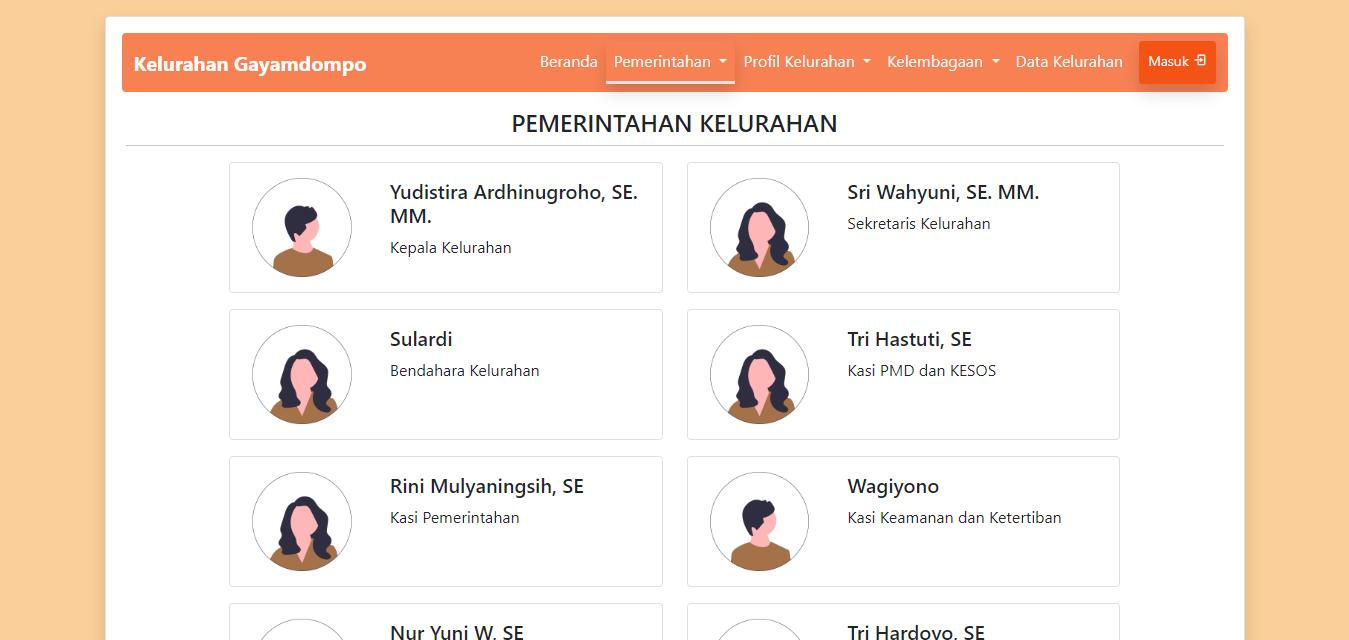 Kelurahan Gayamdompo
Beranda
Pemerintahan
Profil Kelurahan
Kelembagaan
Data Kelurahan
Masuk
PEMERINTAHAN KELURAHAN
Yudistira Ardhinugroho, SE.
MM.
Kepala Kelurahan
Sri Wahyuni, SE. MM.
Sekretaris Kelurahan
Sulardi
Bendahara Kelurahan
Tri Hastuti, SE
Kasi PMD dan KESOS
Rini Mulyaningsih, SE
Kasi Pemerintahan
Wagiyono
Kasi Keamanan dan Ketertiban
Nur Yuni W, SE
Tri Hardoyo, SE